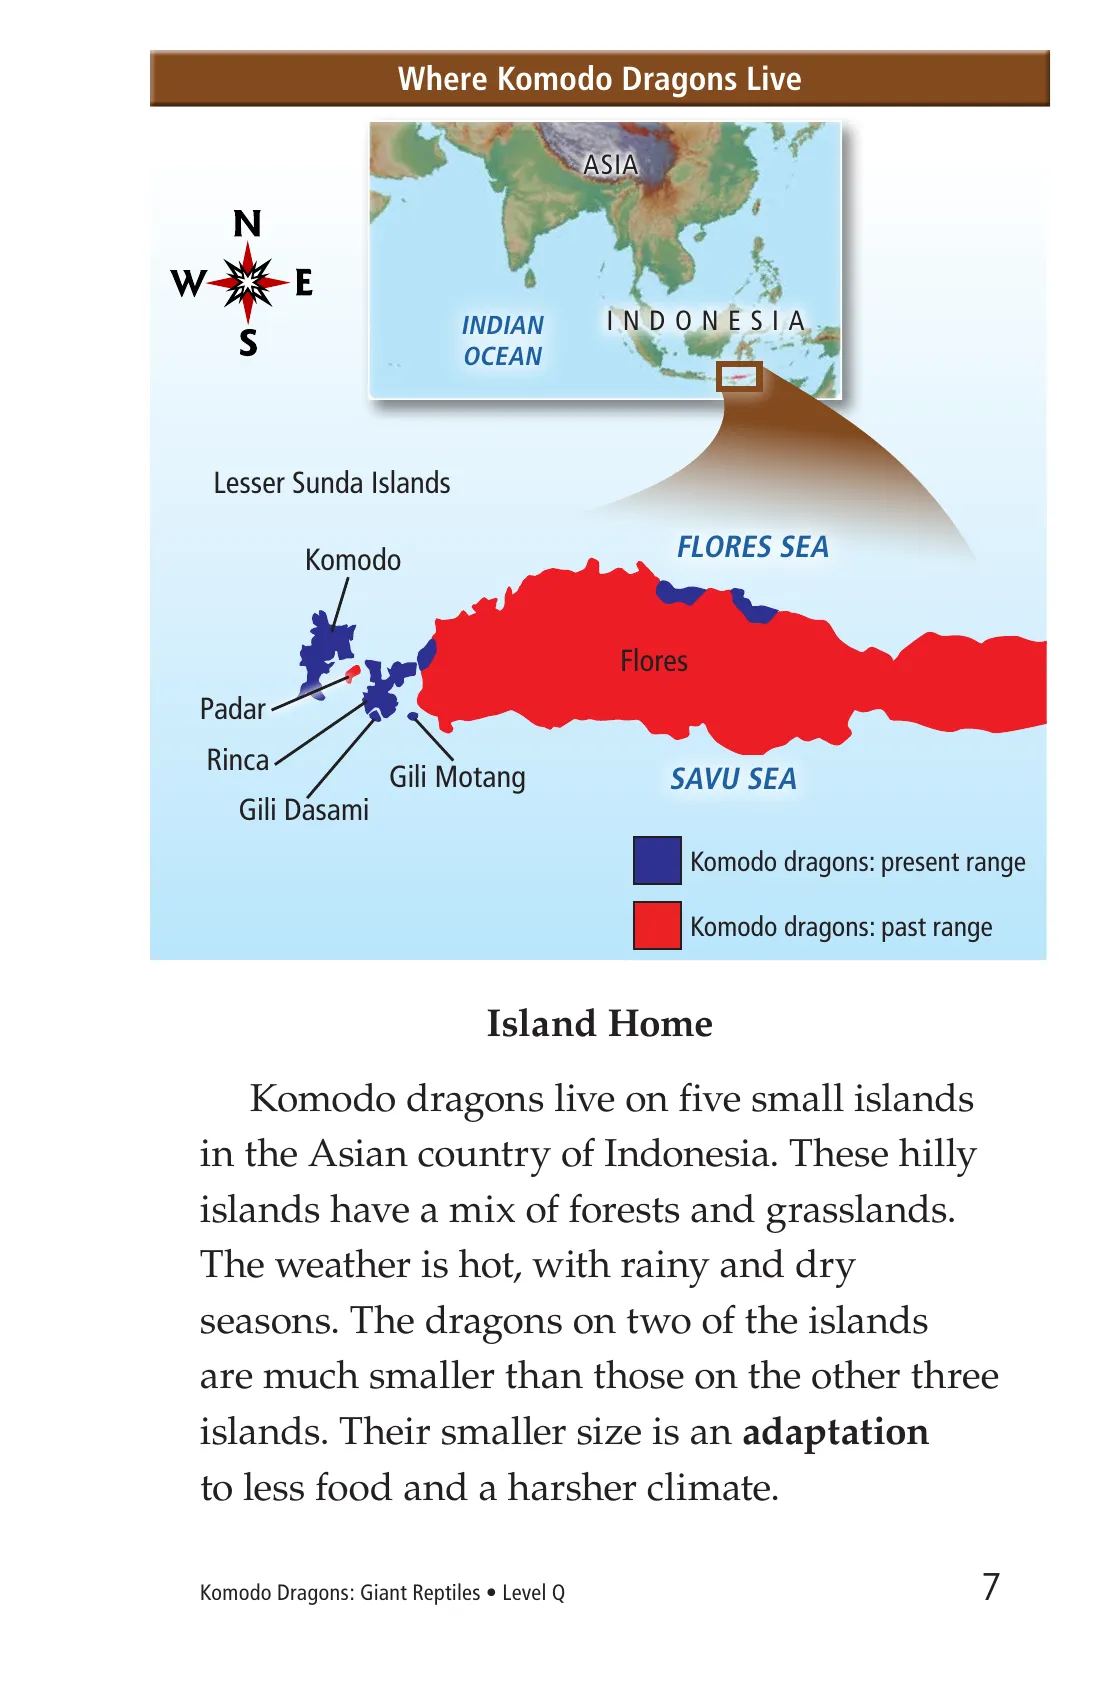 Where Komodo Dragons Live
ASIA
N
W E
S
INDIAN
OCEAN
INDONESIA
Lesser Sunda Islands
FLORES SEA
Komodo
Flores
Padar
Rinca
Gili Motang
SAVU SEA
Gili Dasami
Komodo dragons: present range
Komodo dragons: past range
Island Home
Komodo dragons live on five small islands
in the Asian country of Indonesia. These hilly
islands have a mix of forests and grasslands.
The weather is hot, with rainy and dry
seasons. The dragons on two of the islands
are much smaller than those on the other three
islands. Their smaller size is an adaptation
to less food and a harsher climate.
Komodo Dragons: Giant Reptiles • Level Q
7